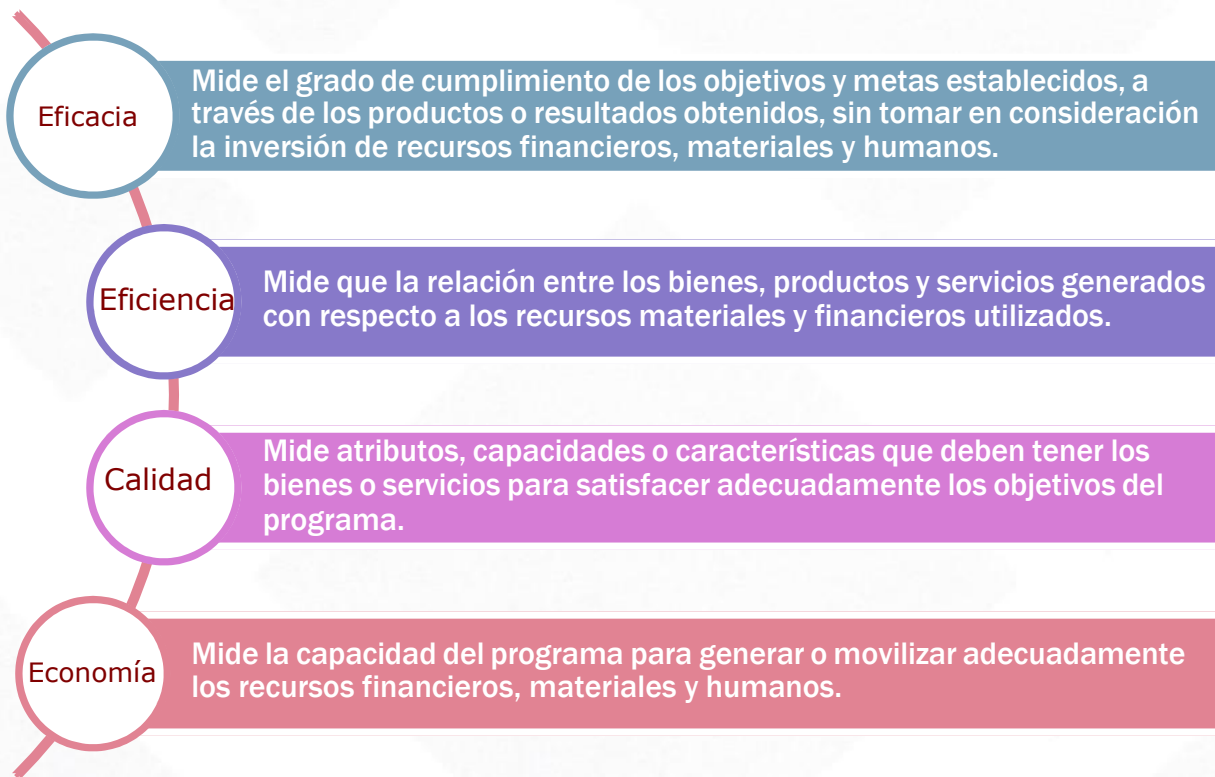 Eficacia
Mide el grado de cumplimiento de los objetivos y metas establecidos, a
través de los productos o resultados obtenidos, sin tomar en consideración
la inversión de recursos financieros, materiales y humanos.
Eficiencia
Mide que la relación entre los bienes, productos y servicios generados
con respecto a los recursos materiales y financieros utilizados.
Calidad
Mide atributos, capacidades o características que deben tener los
bienes o servicios para satisfacer adecuadamente los objetivos del
programa.
Economía
Mide la capacidad del programa para generar o movilizar adecuadamente
los recursos financieros, materiales y humanos.